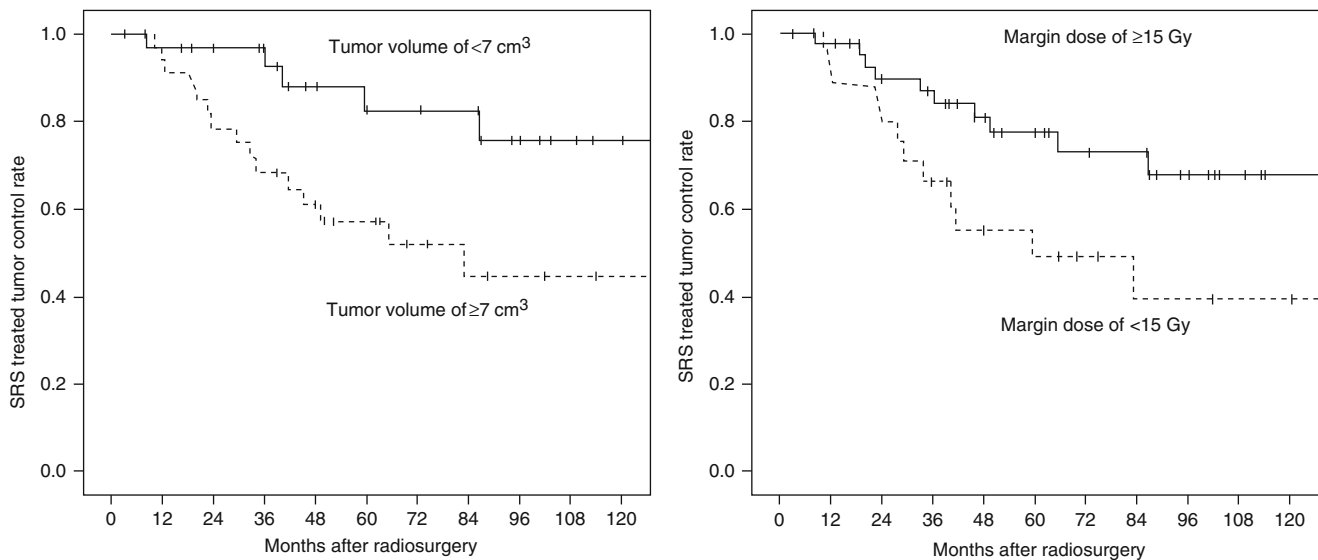 1.0
0.8
0.6
0.4
0.2
0.0
SRS treated tumor control rate
Tumor volume of <7 cm3
Tumor volume of ≥7 cm3
0 12 24 36 48 60 72 84 96 108 120
Months after radiosurgery
1.0
0.8
0.6
0.4
0.2
0.0
SRS treated tumor control rate
Margin dose of ≥15 Gy
Margin dose of <15 Gy
0 12 24 36 48 60 72 84 96 108 120
Months after radiosurgery